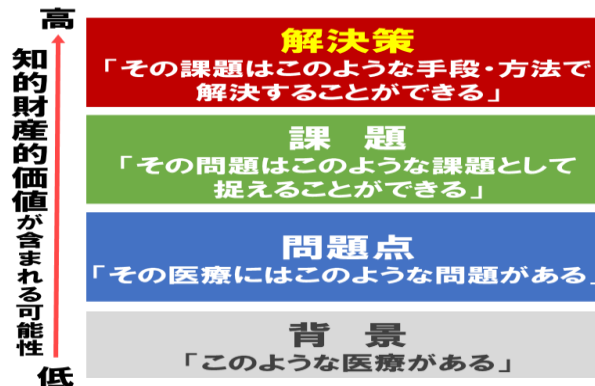 高
知的財産的価値が含まれる可能性
低
解決策
「その課題はこのような手段・方法で
解決することができる」
課　題
「その問題はこのような課題として
捉えることができる」
問題点
「その医療にはこのような問題がある」
背　景
「このような医療がある」